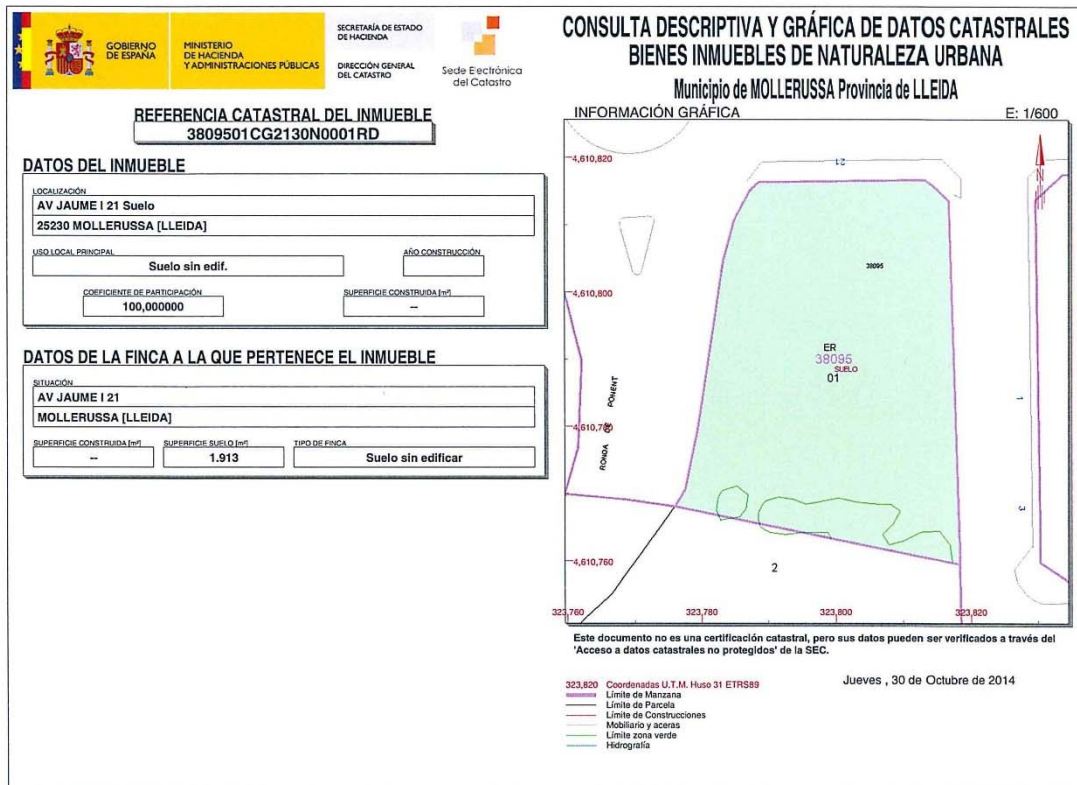 GOBIERNO
DE ESPAÑA
MINISTERIO
DE HACIENDA
Y ADMINISTRACIONES PÚBLICAS
SECRETARÍA DE ESTADO
DE HACIENDA
DIRECCIÓN GENERAL
DEL CATASTRO
Sede Electrónica
del Catastro
REFERENCIA CATASTRAL DEL INMUEBLE
3809501CG2130N0001RD
DATOS DEL INMUEBLE
LOCALIZACIÓN
AV JAUME I 21 Suelo
25230 MOLLERUSSA [LLEIDA]
USO LOCAL PRINCIPAL
AÑO CONSTRUCCIÓN
Suelo sin edif.
COEFICIENTE DE PARTICIPACIÓN
SUPERFICIE CONSTRUIDA [m²]
100,000000
--
DATOS DE LA FINCA A LA QUE PERTENECE EL INMUEBLE
SITUACIÓN
AV JAUME I 21
MOLLERUSSA [LLEIDA]
SUPERFICIE CONSTRUIDA [m²]
SUPERFICIE SUELO [m²]
TIPO DE FINCA
--
1.913
Suelo sin edificar
CONSULTA DESCRIPTIVA Y GRÁFICA DE DATOS CATASTRALES
BIENES INMUEBLES DE NATURALEZA URBANA
Municipio de MOLLERUSSA Provincia de LLEIDA
INFORMACIÓN GRÁFICA
E: 1/600
4,610,820
21
N
38095
4,610,800
ER
38095
SUELO
01
RONDA DE PONENT
1
4,610,780
3
4,610,760
2
323,760
323,780
323,800
323,820
Este documento no es una certificación catastral, pero sus datos pueden ser verificados a través del
'Acceso a datos catastrales no protegidos' de la SEC.
Jueves , 30 de Octubre de 2014
323,820 Coordenadas U.T.M. Huso 31 ETRS89
Límite de Manzana
Límite de Parcela
Límite de Construcciones
Mobiliario y aceras
Límite zona verde
Hidrografía